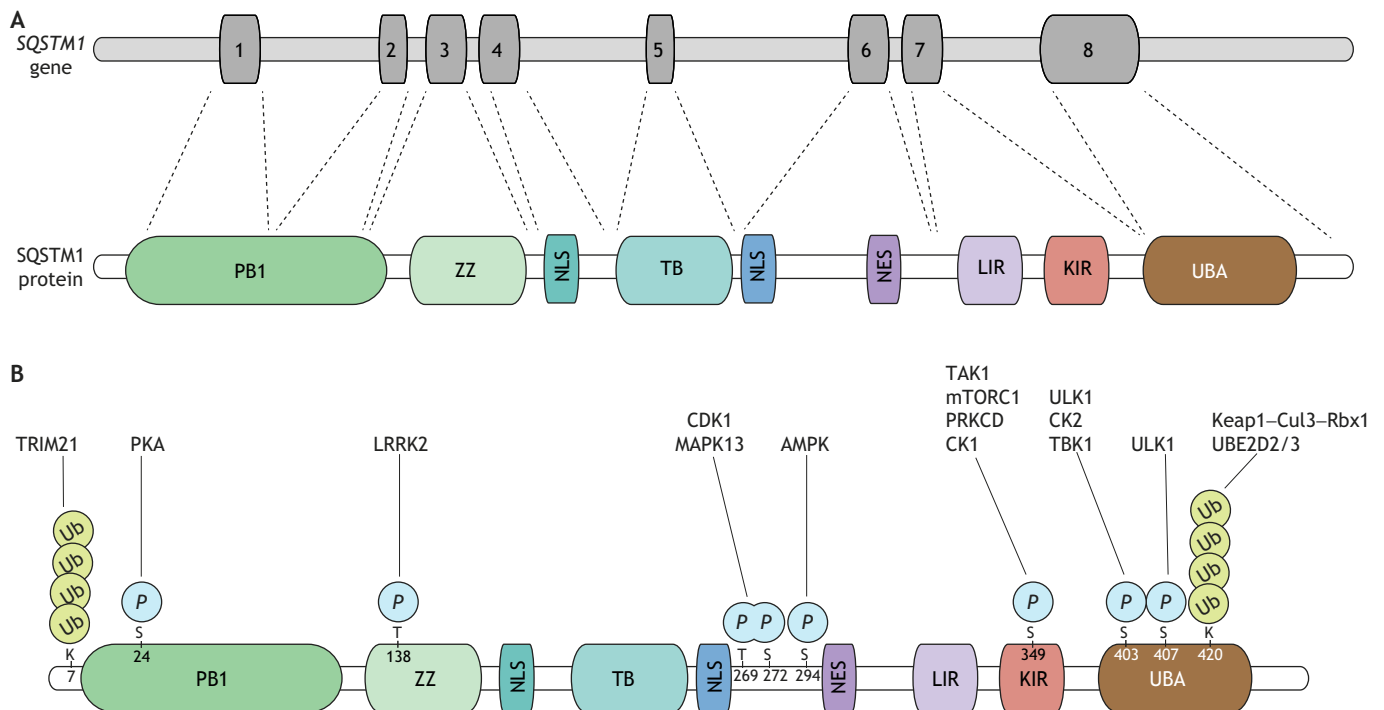 A
SQSTM1
gene
1 2 3 4 5 6 7 8
SQSTM1
protein
PB1 ZZ NLS TB NLS NES LIR KIR UBA
B
TRIM21
PKA
LRRK2
CDK1
MAPK13
AMPK
TAK1
mTORC1
PRKCD
CK1
ULK1
CK2
TBK1
ULK1
Keap1–Cul3–Rbx1
UBE2D2/3
Ub
Ub
Ub
Ub
Ub
Ub
Ub
Ub
P P P P P P P P
K S T T S S S S S K
7 24 138 269 272 294 349 403 407 420
PB1 ZZ NLS TB NLS NES LIR KIR UBA